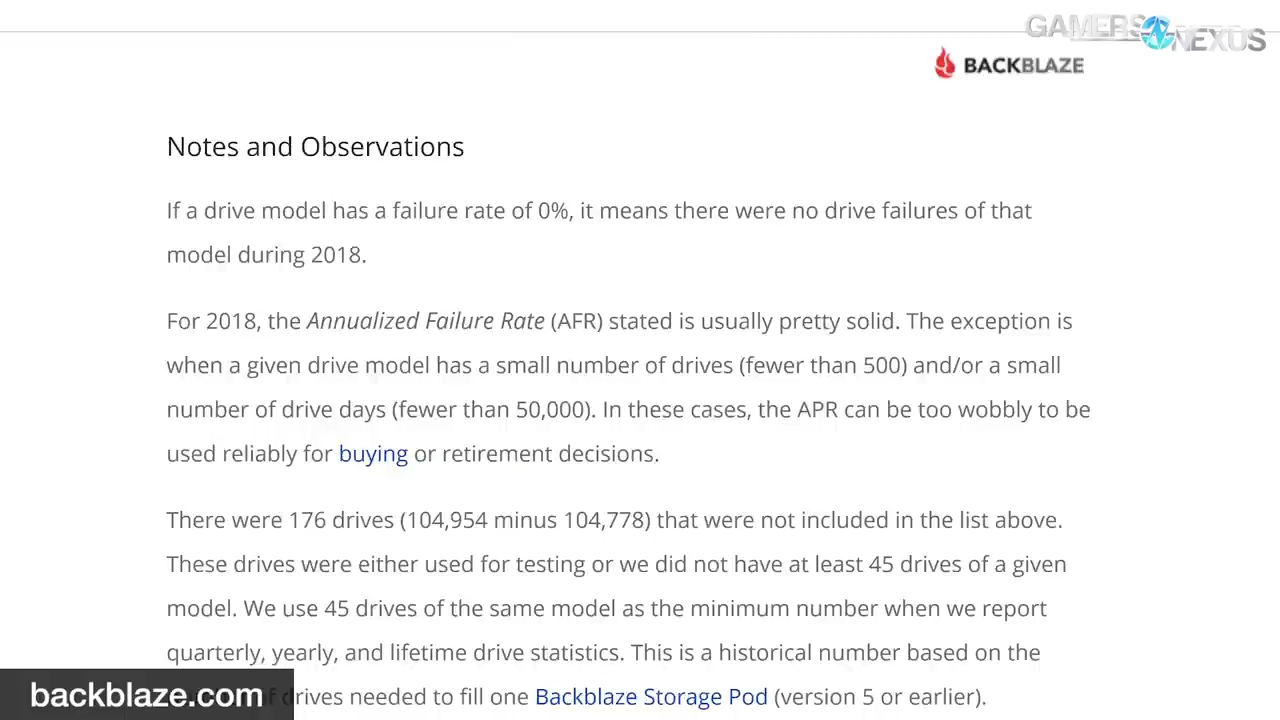 GAMERS NEXUS
BACKBLAZE
Notes and Observations
If a drive model has a failure rate of 0%, it means there were no drive failures of that
model during 2018.
For 2018, the Annualized Failure Rate (AFR) stated is usually pretty solid. The exception is
when a given drive model has a small number of drives (fewer than 500) and/or a small
number of drive days (fewer than 50,000). In these cases, the APR can be too wobbly to be
used reliably for buying or retirement decisions.
There were 176 drives (104,954 minus 104,778) that were not included in the list above.
These drives were either used for testing or we did not have at least 45 drives of a given
model. We use 45 drives of the same model as the minimum number when we report
quarterly, yearly, and lifetime drive statistics. This is a historical number based on the
drives needed to fill one Backblaze Storage Pod (version 5 or earlier).
backblaze.com